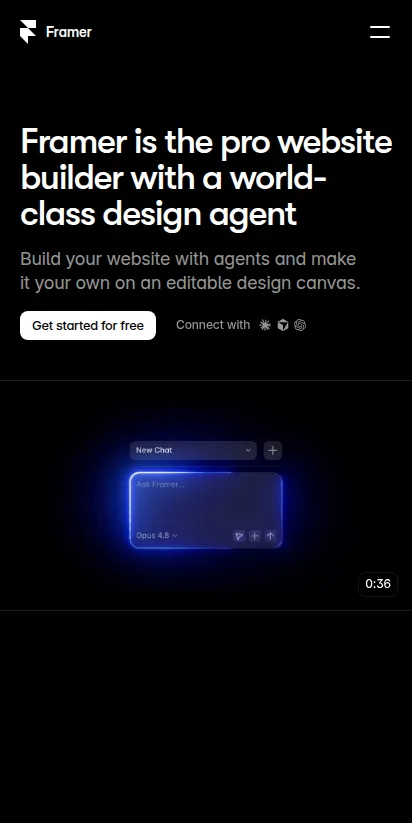 Framer
Framer is the pro website
builder with a world-
class design agent
Build your website with agents and make
it your own on an editable design canvas.
Get started for free
Connect with
New Chat
Ask Framer...
Opus 4.8
0:36